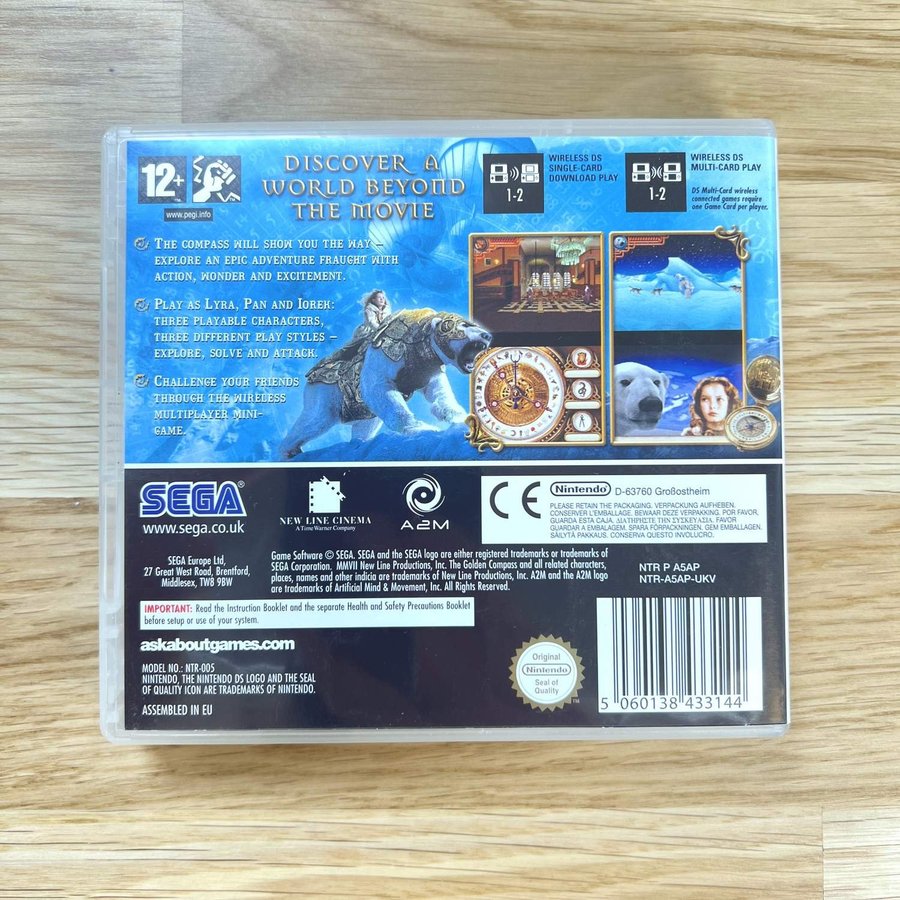 12+
www.pegi.info
DISCOVER A
WORLD BEYOND
THE MOVIE
1-2
WIRELESS DS
SINGLE-CARD
DOWNLOAD PLAY
1-2
WIRELESS DS
MULTI-CARD PLAY
DS Multi-Card wireless
connected games require
one Game Card per player.
THE COMPASS WILL SHOW YOU THE WAY –
EXPLORE AN EPIC ADVENTURE FRAUGHT WITH
ACTION, WONDER AND EXCITEMENT.
PLAY AS LYRA, PAN AND IOREK:
THREE PLAYABLE CHARACTERS,
THREE DIFFERENT PLAY STYLES –
EXPLORE, SOLVE AND ATTACK.
CHALLENGE YOUR FRIENDS
THROUGH THE WIRELESS
MULTIPLAYER MINI-
GAME.
SEGA®
www.sega.co.uk
NEW LINE CINEMA
A Time Warner Company
A2M
CE
Nintendo D-63760 Großostheim
PLEASE RETAIN THE PACKAGING. VERPACKUNG AUFHEBEN.
CONSERVER L'EMBALLAGE. BEWAAR DEZE VERPAKKING. POR FAVOR,
GUARDA ESTA CAJA. ΔΙΑΤΗΡΗΣΤΕ ΤΗΝ ΣΥΣΚΕΥΑΣΙΑ. FAVOR
GUARDAR A EMBALAGEM. SPARA FÖRPACKNINGEN. GEM EMBALLAGEN.
SÄILYTÄ PAKKAUS. CONSERVA QUESTO INVOLUCRO.
SEGA Europe Ltd.
27 Great West Road, Brentford,
Middlesex, TW8 9BW
Game Software © SEGA. SEGA and the SEGA logo are either registered trademarks or trademarks of
SEGA Corporation. MMVII New Line Productions, Inc. The Golden Compass and all related characters,
places, names and other indicia are trademarks of New Line Productions, Inc. A2M and the A2M logo
are trademarks of Artificial Mind & Movement, Inc. All Rights Reserved.
NTR P A5AP
NTR-A5AP-UKV
IMPORTANT: Read the Instruction Booklet and the separate Health and Safety Precautions Booklet
before setup or use of your system.
askaboutgames.com
MODEL NO.: NTR-005
NINTENDO, THE NINTENDO DS LOGO AND THE SEAL
OF QUALITY ICON ARE TRADEMARKS OF NINTENDO.
ASSEMBLED IN EU
Original
Nintendo
Seal of
Quality
TM
5 060138 433144